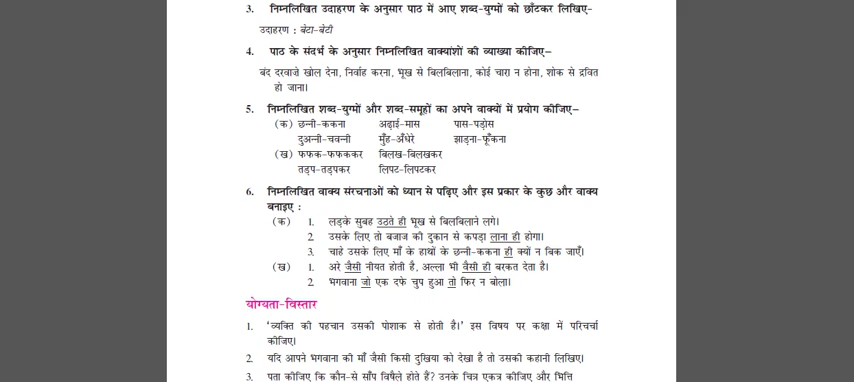 3. निम्नलिखित उदाहरण के अनुसार पाठ में आए शब्द-युग्मों को छाँटकर लिखिए-
उदाहरण : बेटा-बेटी
4. पाठ के संदर्भ के अनुसार निम्नलिखित वाक्यांशों की व्याख्या कीजिए–
बंद दरवाज़े खोल देना, निर्वाह करना, भूख से बिलबिलाना, कोई चारा न होना, शोक से द्रवित
हो जाना।
5. निम्नलिखित शब्द-युग्मों और शब्द-समूहों का अपने वाक्यों में प्रयोग कीजिए–
(क) छन्नी-ककना अढ़ाई-मास पास-पड़ोस
दुअन्नी-चवन्नी मुँह-अँधेरे झाड़ना-फूँकना
(ख) फफक-फफककर बिलख-बिलखकर
तड़प-तड़पकर लिपट-लिपटकर
6. निम्नलिखित वाक्य संरचनाओं को ध्यान से पढ़िए और इस प्रकार के कुछ और वाक्य
बनाइए :
(क) 1. लड़के सुबह उठते ही भूख से बिलबिलाने लगे।
2. उसके लिए तो बजाज की दुकान से कपड़ा लाना ही होगा।
3. चाहे उसके लिए माँ के हाथों के छन्नी-ककना ही क्यों न बिक जाएँ।
(ख) 1. अरे जैसी नीयत होती है, अल्ला भी वैसी ही बरकत देता है।
2. भगवाना जो एक दफे चुप हुआ तो फिर न बोला।
योग्यता-विस्तार
1. 'व्यक्ति की पहचान उसकी पोशाक से होती है।' इस विषय पर कक्षा में परिचर्चा
कीजिए।
2. यदि आपने भगवाना की माँ जैसी किसी दुखिया को देखा है तो उसकी कहानी लिखिए।
3. पता कीजिए कि कौन-से साँप विषैले होते हैं? उनके चित्र एकत्र कीजिए और भित्ति